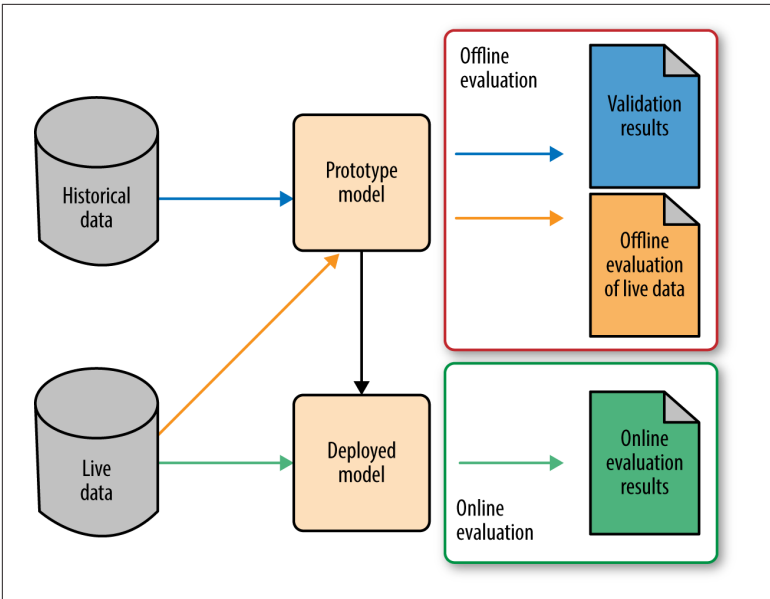 Offline
evaluation
Validation
results
Historical
data
Prototype
model
Offline
evaluation
of live data
Live
data
Deployed
model
Online
evaluation
Online
evaluation
results